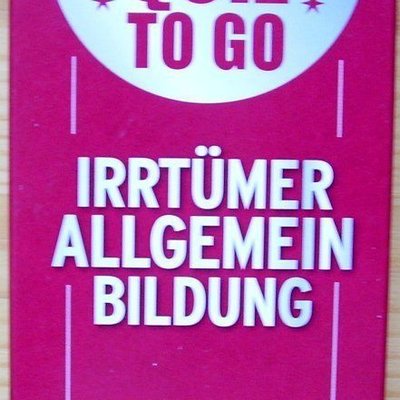 TO GO
IRRTÜMER
ALLGEMEIN
BILDUNG